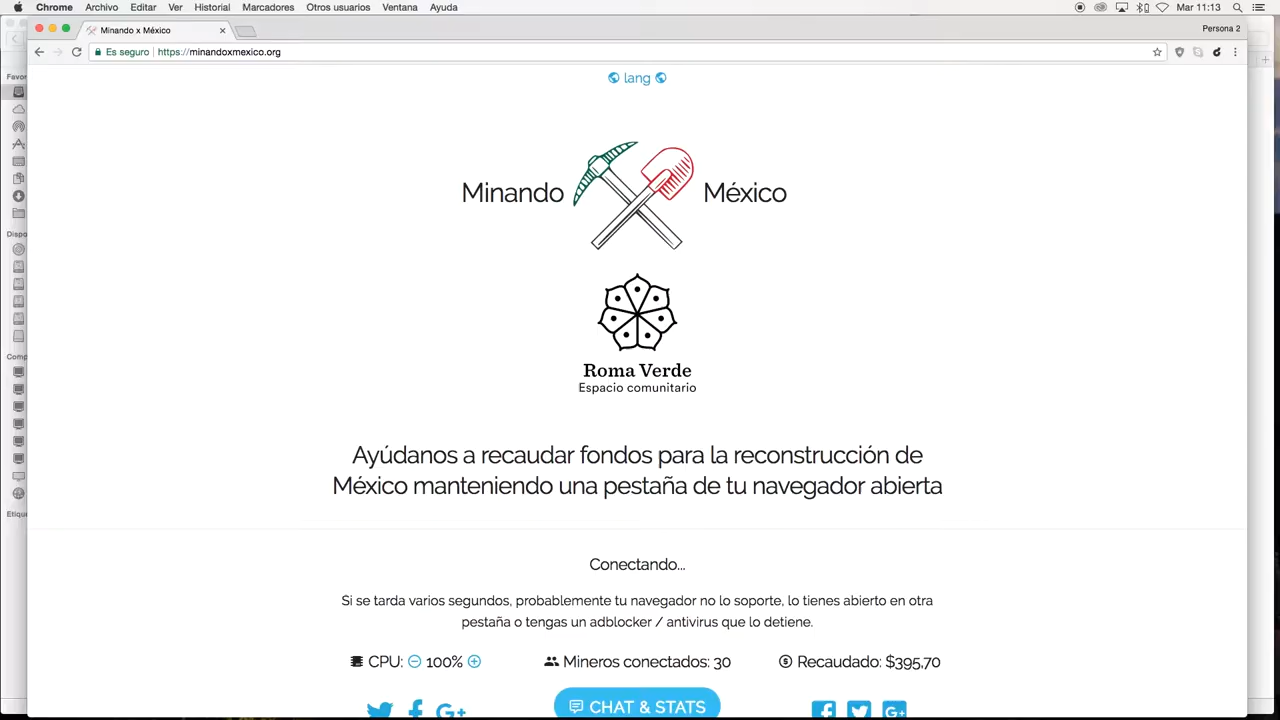 Chrome Archivo Editar Ver Historial Marcadores Otros usuarios Ventana Ayuda Mar 11:13
Minando x México Persona 2
Es seguro https://minandoxmexico.org
lang
Favo
Minando México
Dispo
Roma Verde
Comp
Espacio comunitario
Ayúdanos a recaudar fondos para la reconstrucción de
México manteniendo una pestaña de tu navegador abierta
Etique
Conectando...
Si se tarda varios segundos, probablemente tu navegador no lo soporte, lo tienes abierto en otra
pestaña o tengas un adblocker / antivirus que lo detiene.
CPU: 100% Mineros conectados: 30 Recaudado: $395,70
CHAT & STATS